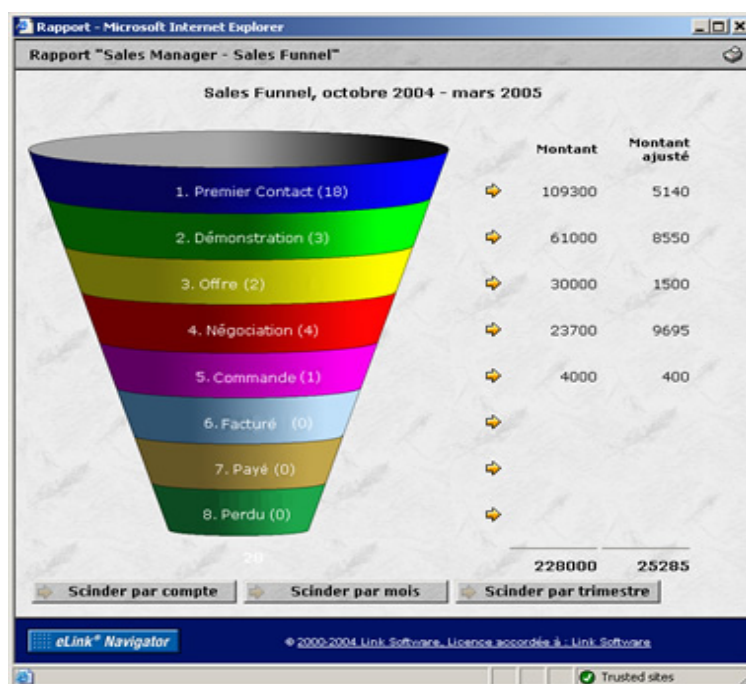 Rapport - Microsoft Internet Explorer
Rapport "Sales Manager - Sales Funnel"
Sales Funnel, octobre 2004 - mars 2005
Montant Montant ajusté
1. Premier Contact (18) 109300 5140
2. Démonstration (3) 61000 8550
3. Offre (2) 30000 1500
4. Négociation (4) 23700 9695
5. Commande (1) 4000 400
6. Facturé (0)
7. Payé (0)
8. Perdu (0)
28
228000 25285
Scinder par compte Scinder par mois Scinder par trimestre
eLink® Navigator © 2000-2004 Link Software, Licence accordée à : Link Software
Trusted sites